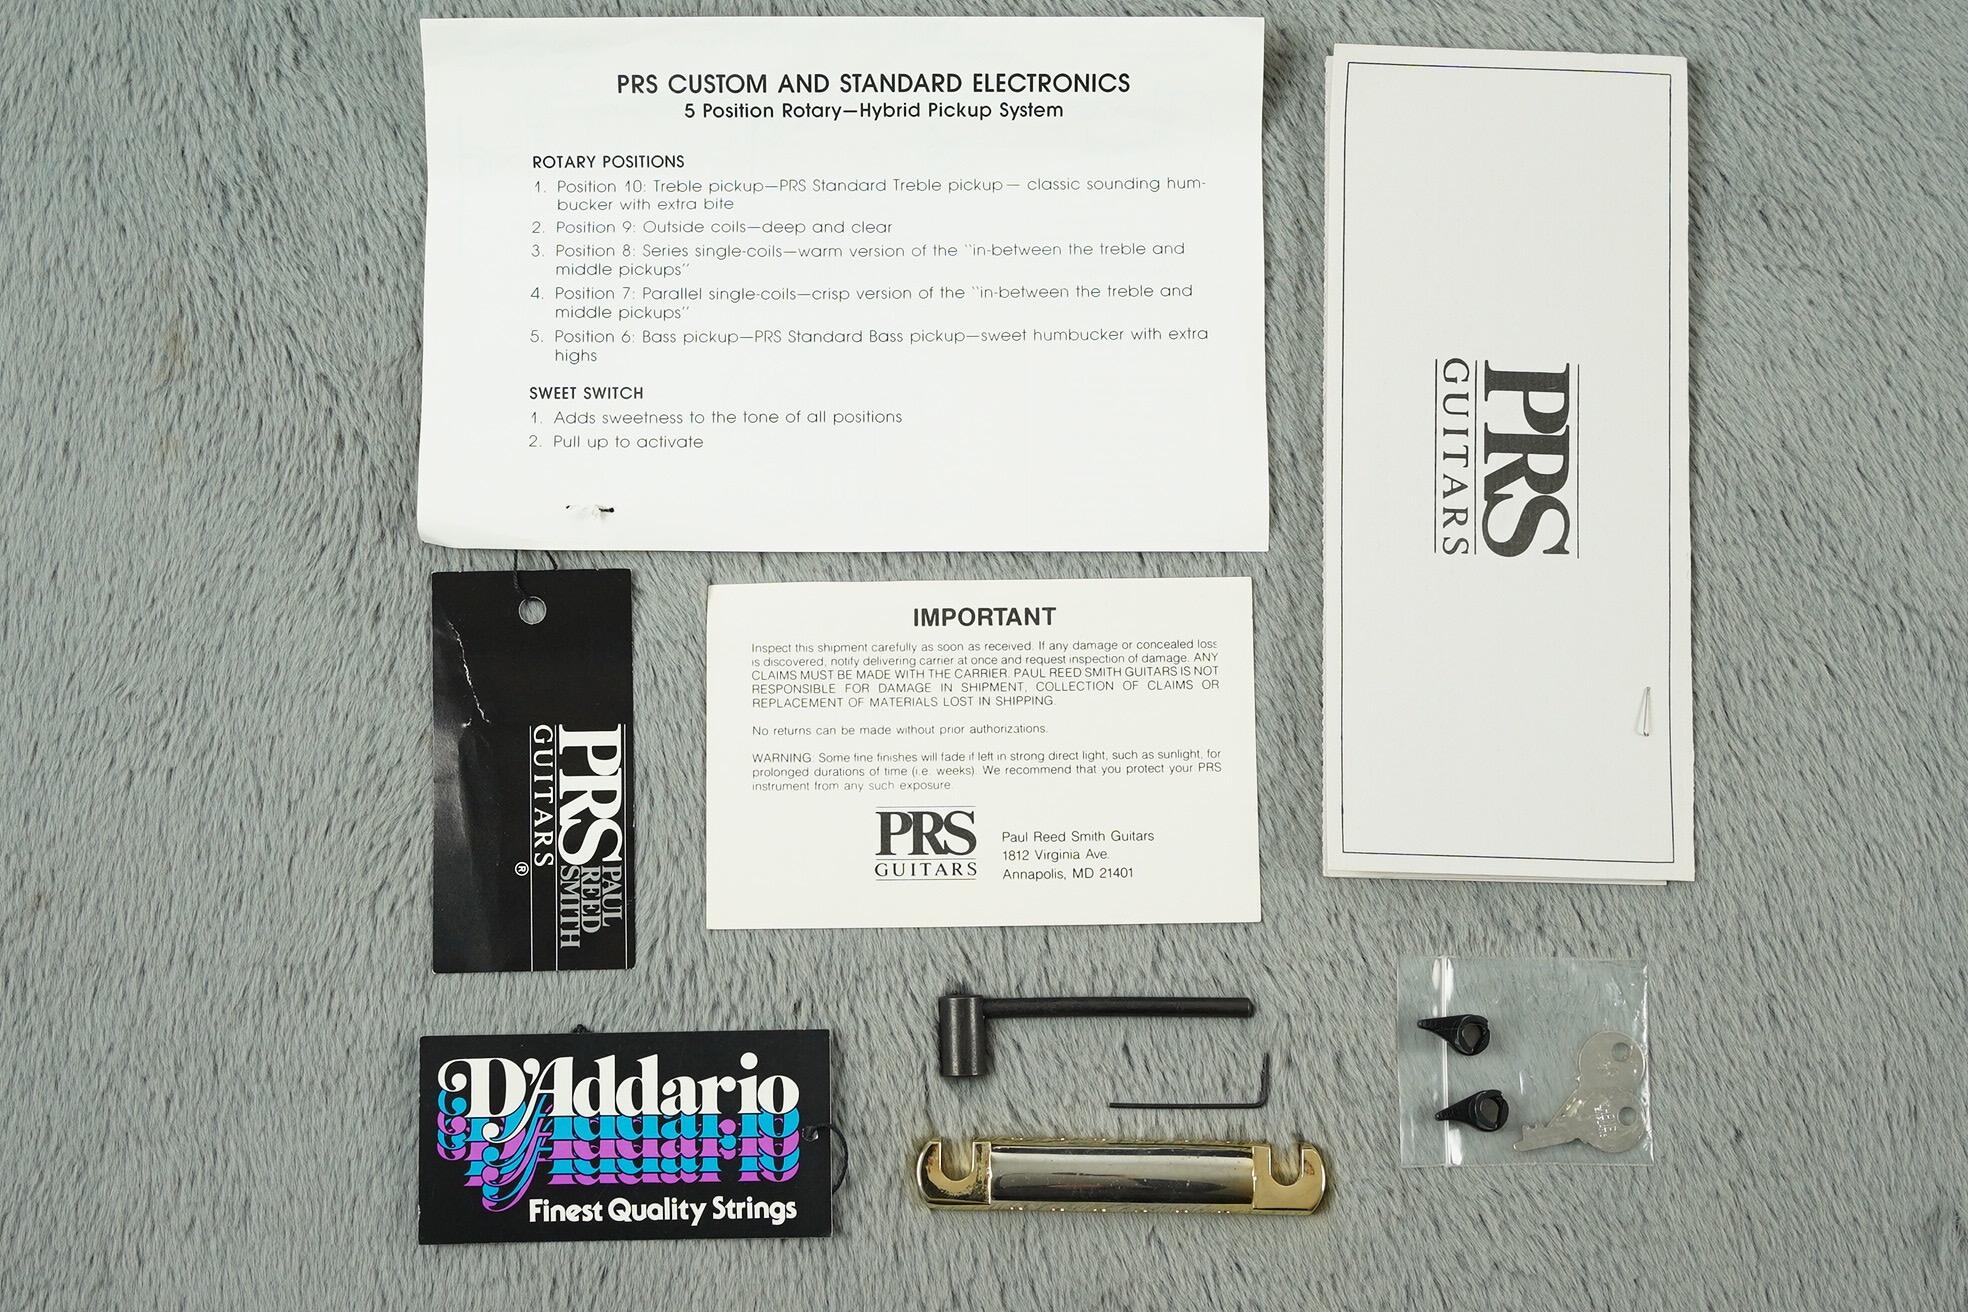 PRS CUSTOM AND STANDARD ELECTRONICS
5 Position Rotary—Hybrid Pickup System
ROTARY POSITIONS
1. Position 10: Treble pickup—PRS Standard Treble pickup— classic sounding hum-
bucker with extra bite
2. Position 9: Outside coils—deep and clear
3. Position 8: Series single-coils—warm version of the ``in-between the treble and
middle pickups''
4. Position 7: Parallel single-coils—crisp version of the ``in-between the treble and
middle pickups''
5. Position 6: Bass pickup—PRS Standard Bass pickup—sweet humbucker with extra
highs
SWEET SWITCH
1. Adds sweetness to the tone of all positions
2. Pull up to activate
PRS
GUITARS
PRS
PAUL
REED
SMITH
GUITARS
®
IMPORTANT
Inspect this shipment carefully as soon as received. If any damage or concealed loss
is discovered, notify delivering carrier at once and request inspection of damage. ANY
CLAIMS MUST BE MADE WITH THE CARRIER. PAUL REED SMITH GUITARS IS NOT
RESPONSIBLE FOR DAMAGE IN SHIPMENT, COLLECTION OF CLAIMS OR
REPLACEMENT OF MATERIALS LOST IN SHIPPING.
No returns can be made without prior authorizations.
WARNING: Some fine finishes will fade if left in strong direct light, such as sunlight, for
prolonged durations of time (i.e. weeks). We recommend that you protect your PRS
instrument from any such exposure.
PRS
GUITARS
Paul Reed Smith Guitars
1812 Virginia Ave.
Annapolis, MD 21401
D'Addario
Finest Quality Strings